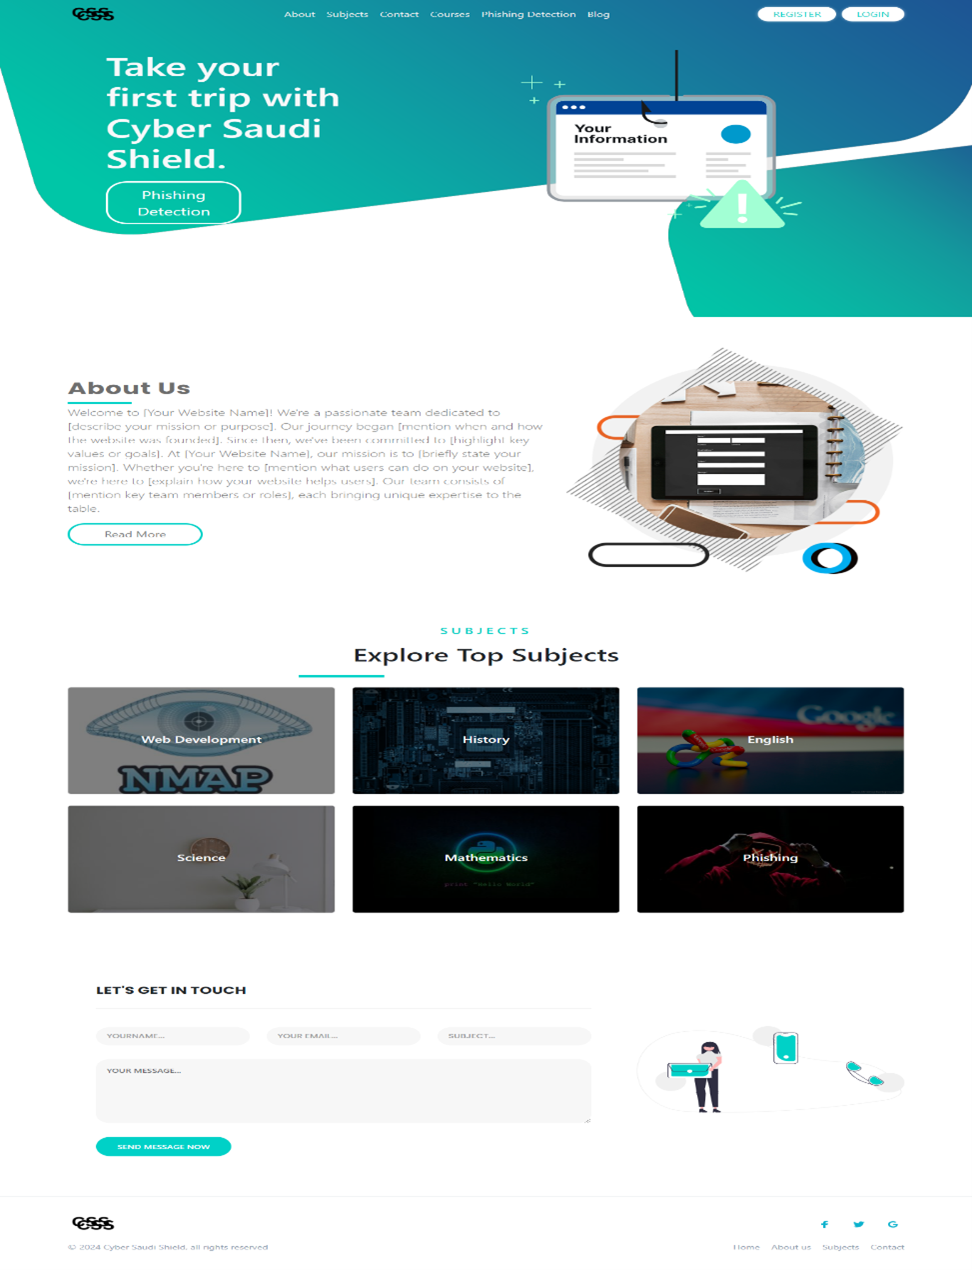 CSS
CSS
About Subjects Contact Courses Phishing Detection Blog
REGISTER LOGIN
Take your
first trip with
Cyber Saudi
Shield.
Phishing
Detection
Your
Information
!
About Us
Welcome to [Your Website Name]! We're a passionate team dedicated to
[describe your mission or purpose]. Our journey began [mention when and how
the website was founded]. Since then, we've been committed to [highlight key
values or goals]. At [Your Website Name], our mission is to [briefly state your
mission]. Whether you're here to [mention what users can do on your website],
we're here to [explain how your website helps users]. Our team consists of
[mention key team members or roles], each bringing unique expertise to the
table.
Read More
SUBJECTS
Explore Top Subjects
Web Development
NMAP
History
Google
English
Science
Mathematics
print "Hello World"
Phishing
LET'S GET IN TOUCH
YOURNAME...
YOUR EMAIL...
SUBJECT...
YOUR MESSAGE...
SEND MESSAGE NOW
CSS
CSS
© 2024 Cyber Saudi Shield. all rights reserved
Home About us Subjects Contact